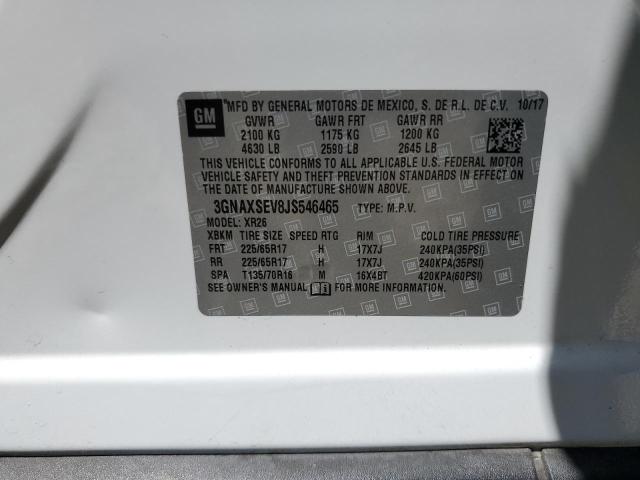 GM
MFD BY GENERAL MOTORS DE MEXICO, S. DE R.L. DE C.V. 10/17
GVWR GAWR FRT GAWR RR
2100 KG 1175 KG 1200 KG
4630 LB 2590 LB 2645 LB
THIS VEHICLE CONFORMS TO ALL APPLICABLE U.S. FEDERAL MOTOR
VEHICLE SAFETY AND THEFT PREVENTION STANDARDS IN EFFECT ON
THE DATE OF MANUFACTURE SHOWN ABOVE.
3GNAXSEV8JS546465 TYPE: M.P.V.
MODEL: XR26
XBKM TIRE SIZE SPEED RTG RIM COLD TIRE PRESSURE
FRT 225/65R17 H 17X7J 240KPA(35PSI)
RR 225/65R17 H 17X7J 240KPA(35PSI)
SPA T135/70R16 M 16X4BT 420KPA(60PSI)
SEE OWNER'S MANUAL FOR MORE INFORMATION.